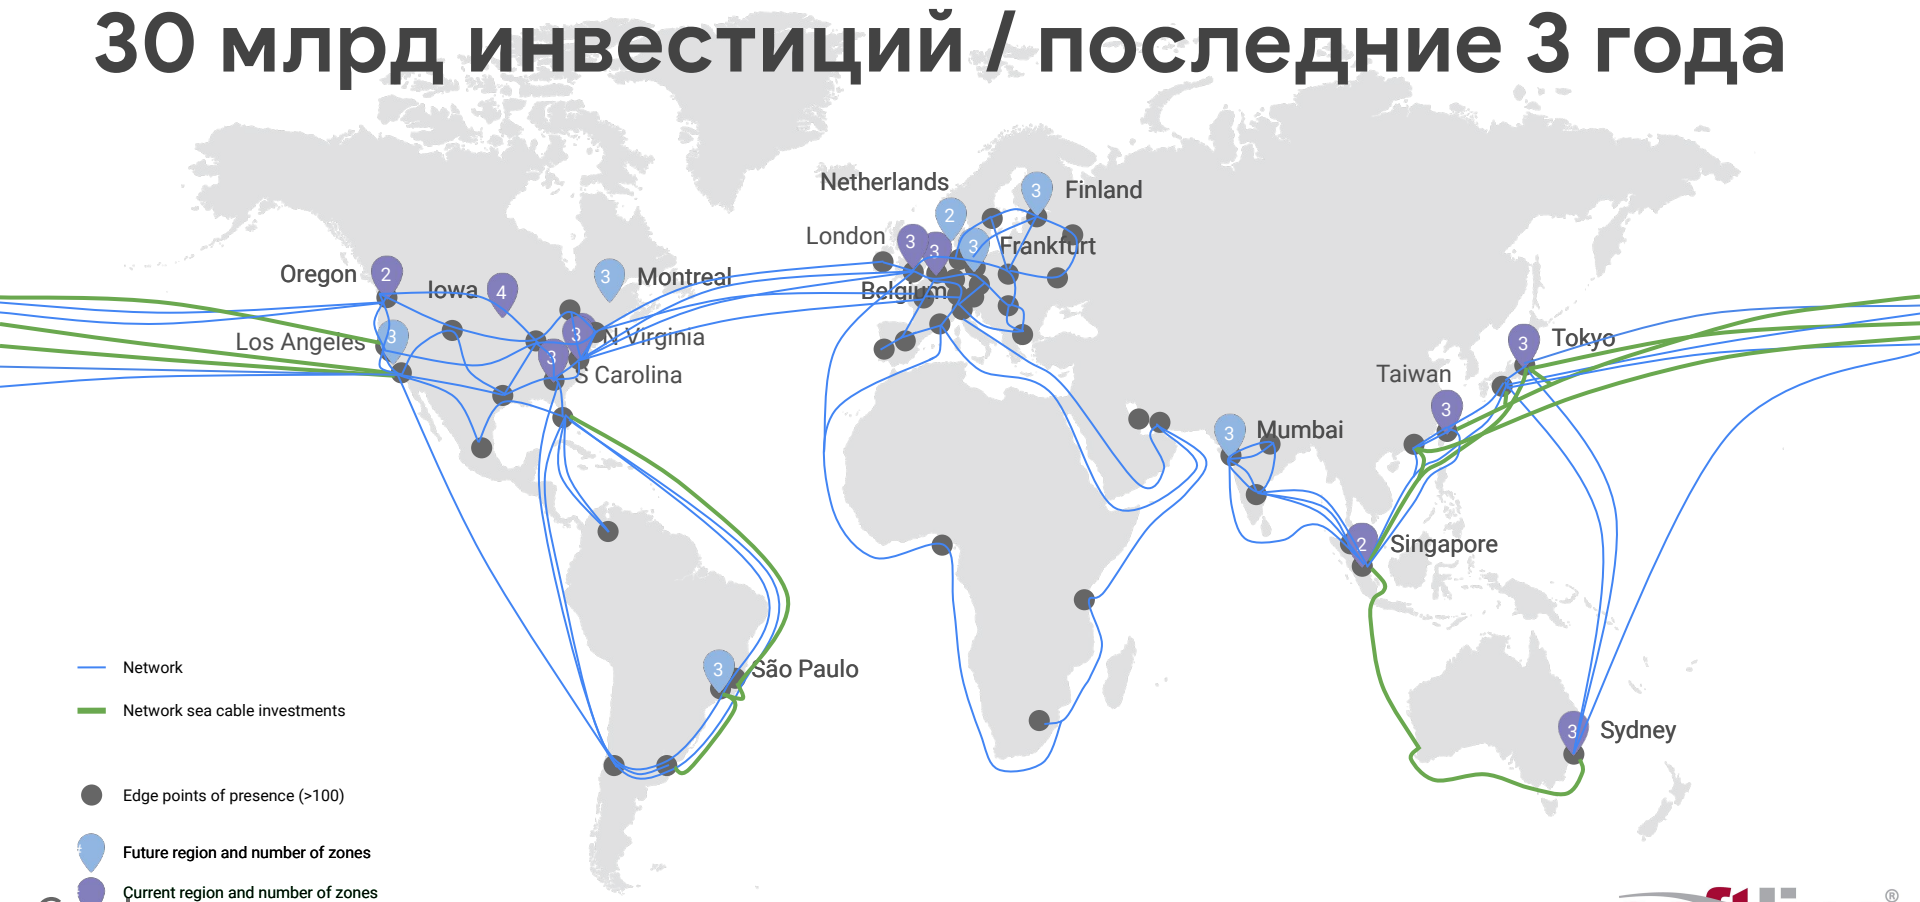 30 млрд инвестиций / последние 3 года
Netherlands
3
Finland
2
London
3
3
3
Frankfurt
Oregon
2
Iowa
4
3
Montreal
Belgium
Los Angeles
3
3
N Virginia
3
S Carolina
3
Tokyo
Taiwan
3
3
Mumbai
2
Singapore
3
São Paulo
3
Sydney
Network
Network sea cable investments
Edge points of presence (>100)
Future region and number of zones
Current region and number of zones
®